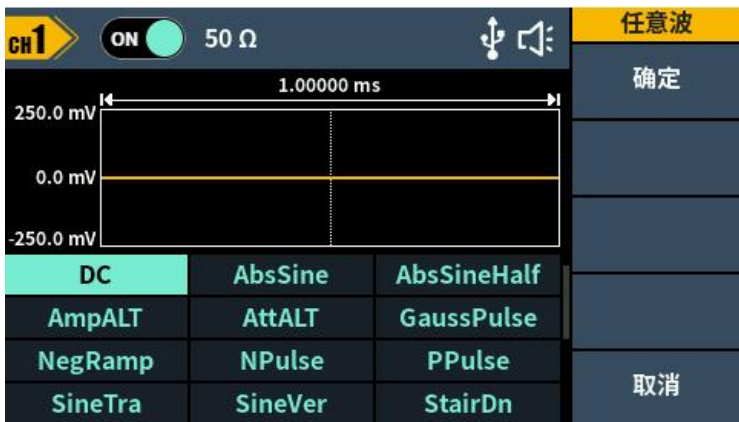 CH1 ON 50 Ω
任意波
1.00000 ms
确定
250.0 mV
0.0 mV
-250.0 mV
DC AbsSine AbsSineHalf
AmpALT AttALT GaussPulse
NegRamp NPulse PPulse
取消
SineTra SineVer StairDn